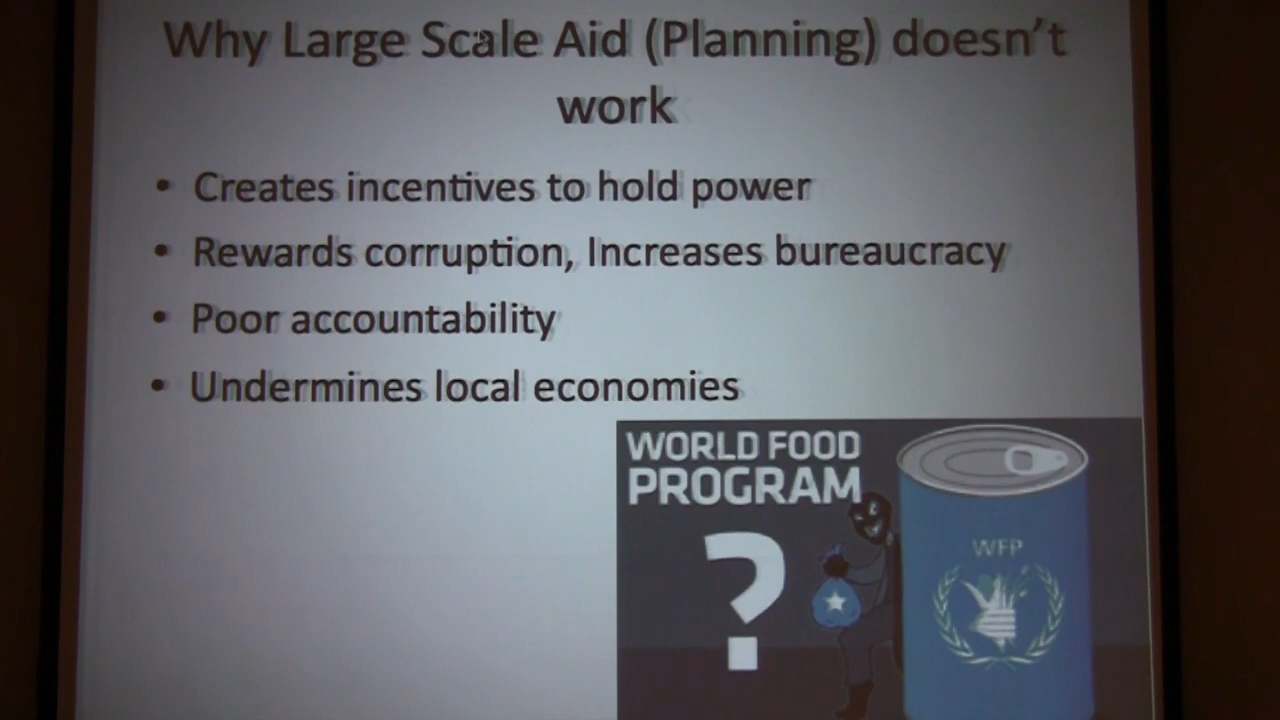 Why Large Scale Aid (Planning) doesn't
work
• Creates incentives to hold power
• Rewards corruption, Increases bureaucracy
• Poor accountability
• Undermines local economies
WORLD FOOD
PROGRAM
?
WFP